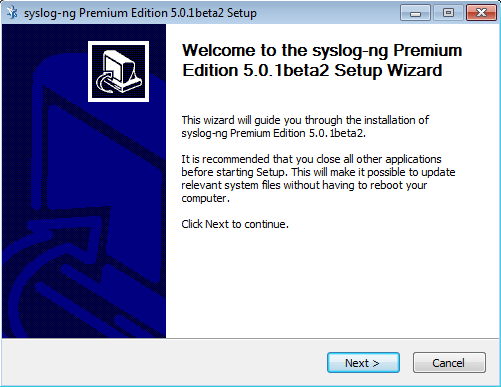 syslog-ng Premium Edition 5.0.1beta2 Setup
Welcome to the syslog-ng Premium
Edition 5.0.1beta2 Setup Wizard
This wizard will guide you through the installation of
syslog-ng Premium Edition 5.0.1beta2.
It is recommended that you close all other applications
before starting Setup. This will make it possible to update
relevant system files without having to reboot your
computer.
Click Next to continue.
Next >
Cancel